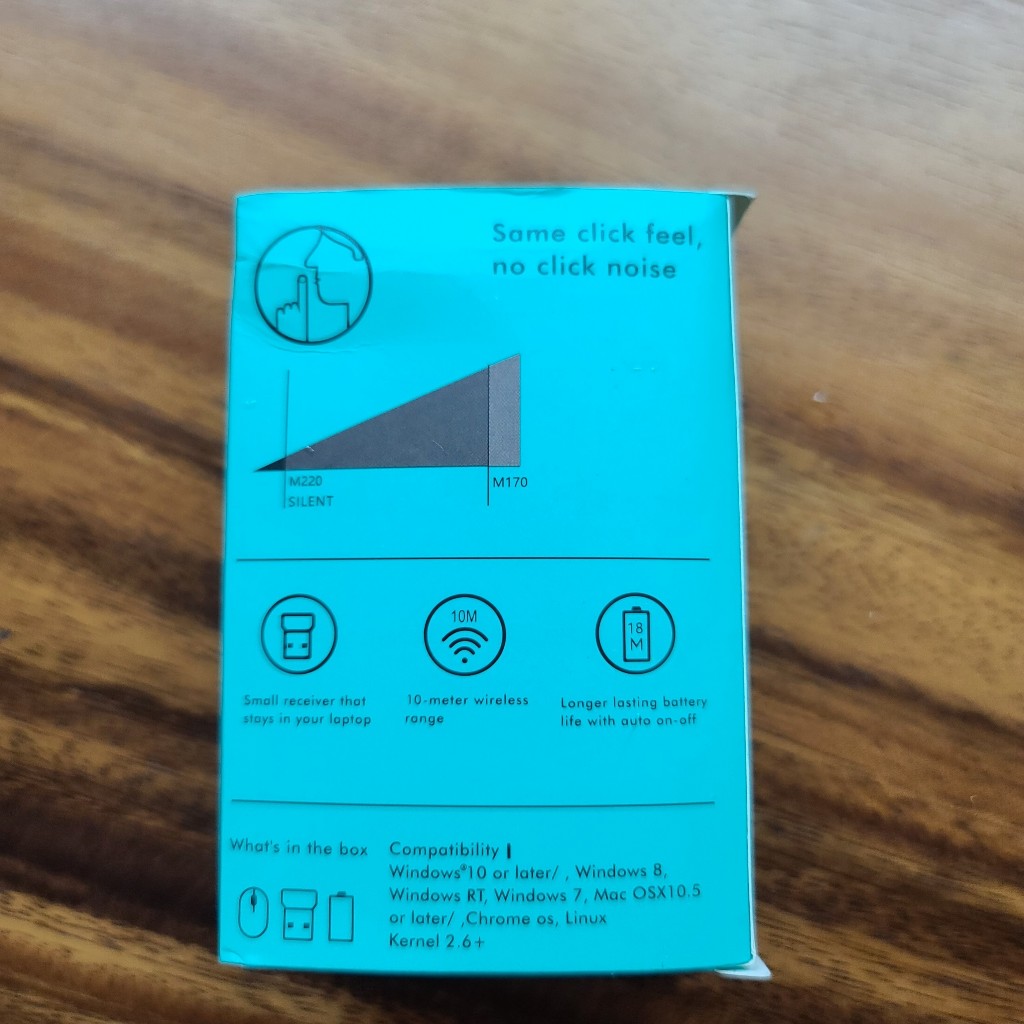 Same click feel,
no click noise
M220
SILENT
M170
10M
18
M
Small receiver that
stays in your laptop
10-meter wireless
range
Longer lasting battery
life with auto on-off
What's in the box
Compatibility |
Windows®10 or later/ , Windows 8,
Windows RT, Windows 7, Mac OSX10.5
or later/ ,Chrome os, Linux
Kernel 2.6+